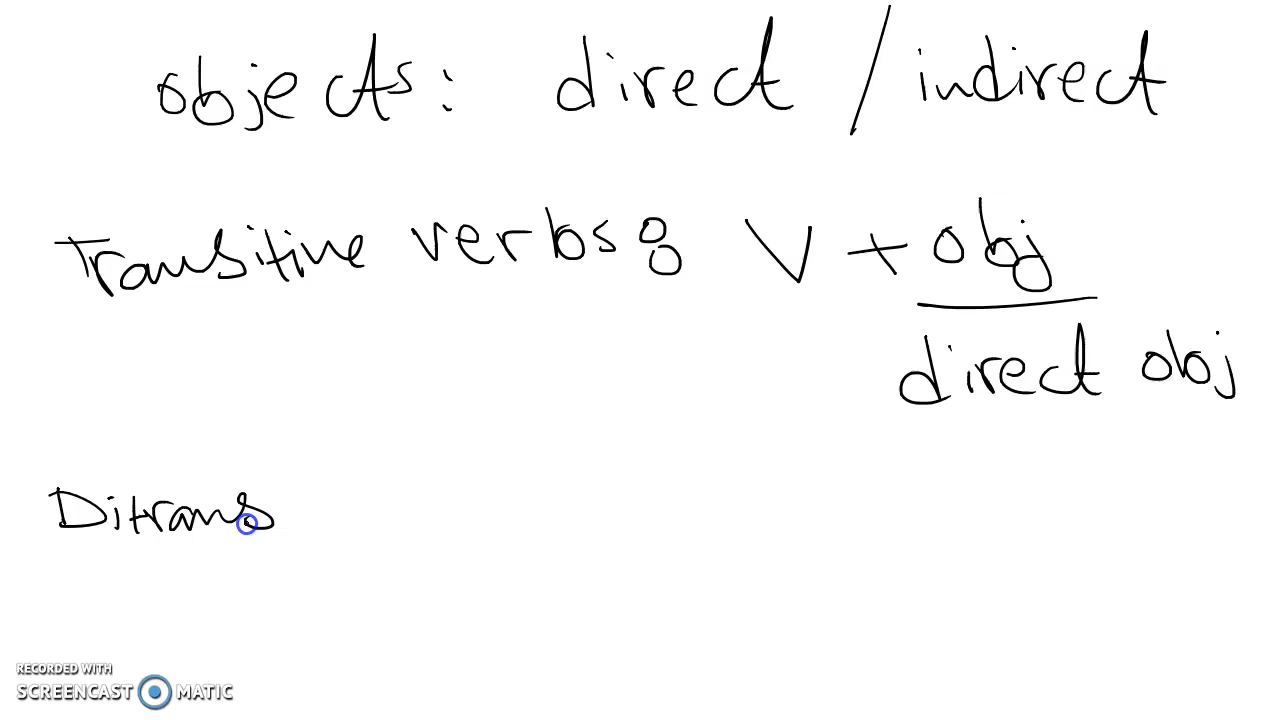 objects: direct / indirect
Transitive verbs: V + obj
direct obj
Ditrans
RECORDED WITH
SCREENCAST MATIC